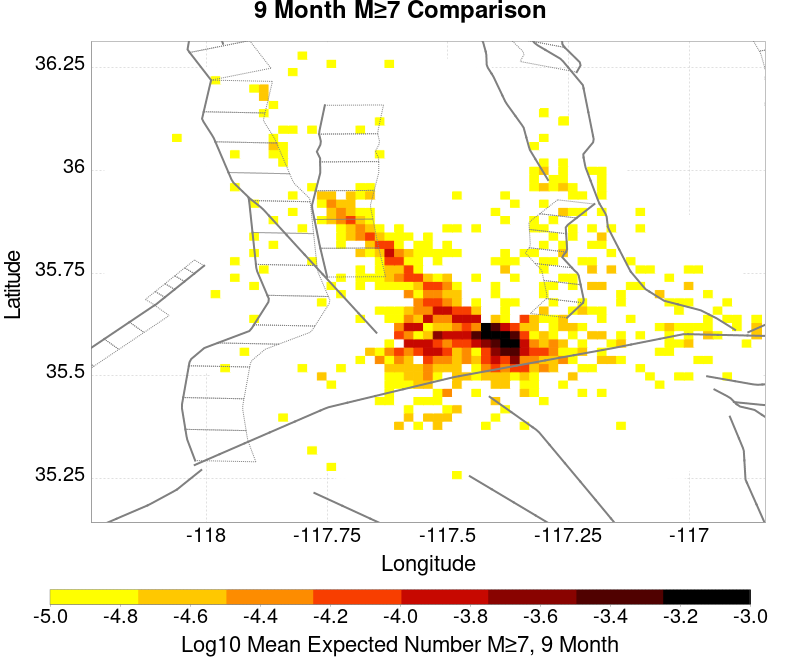 9 Month M≥7 Comparison
36.25
36
35.75
35.5
35.25
Latitude
-118 -117.75 -117.5 -117.25 -117
Longitude
-5.0 -4.8 -4.6 -4.4 -4.2 -4.0 -3.8 -3.6 -3.4 -3.2 -3.0
Log10 Mean Expected Number M≥7, 9 Month